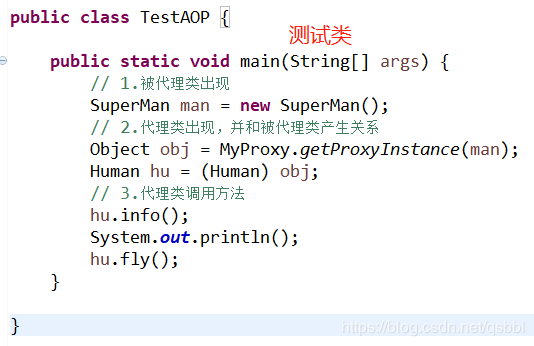 public class TestAOP {
测试类
public static void main(String[] args) {
// 1.被代理类出现
SuperMan man = new SuperMan();
// 2.代理类出现，并和被代理类产生关系
Object obj = MyProxy.getProxyInstance(man);
Human hu = (Human) obj;
// 3.代理类调用方法
hu.info();
System.out.println();
hu.fly();
}
}
https://blog.csdn.net/qsbbl